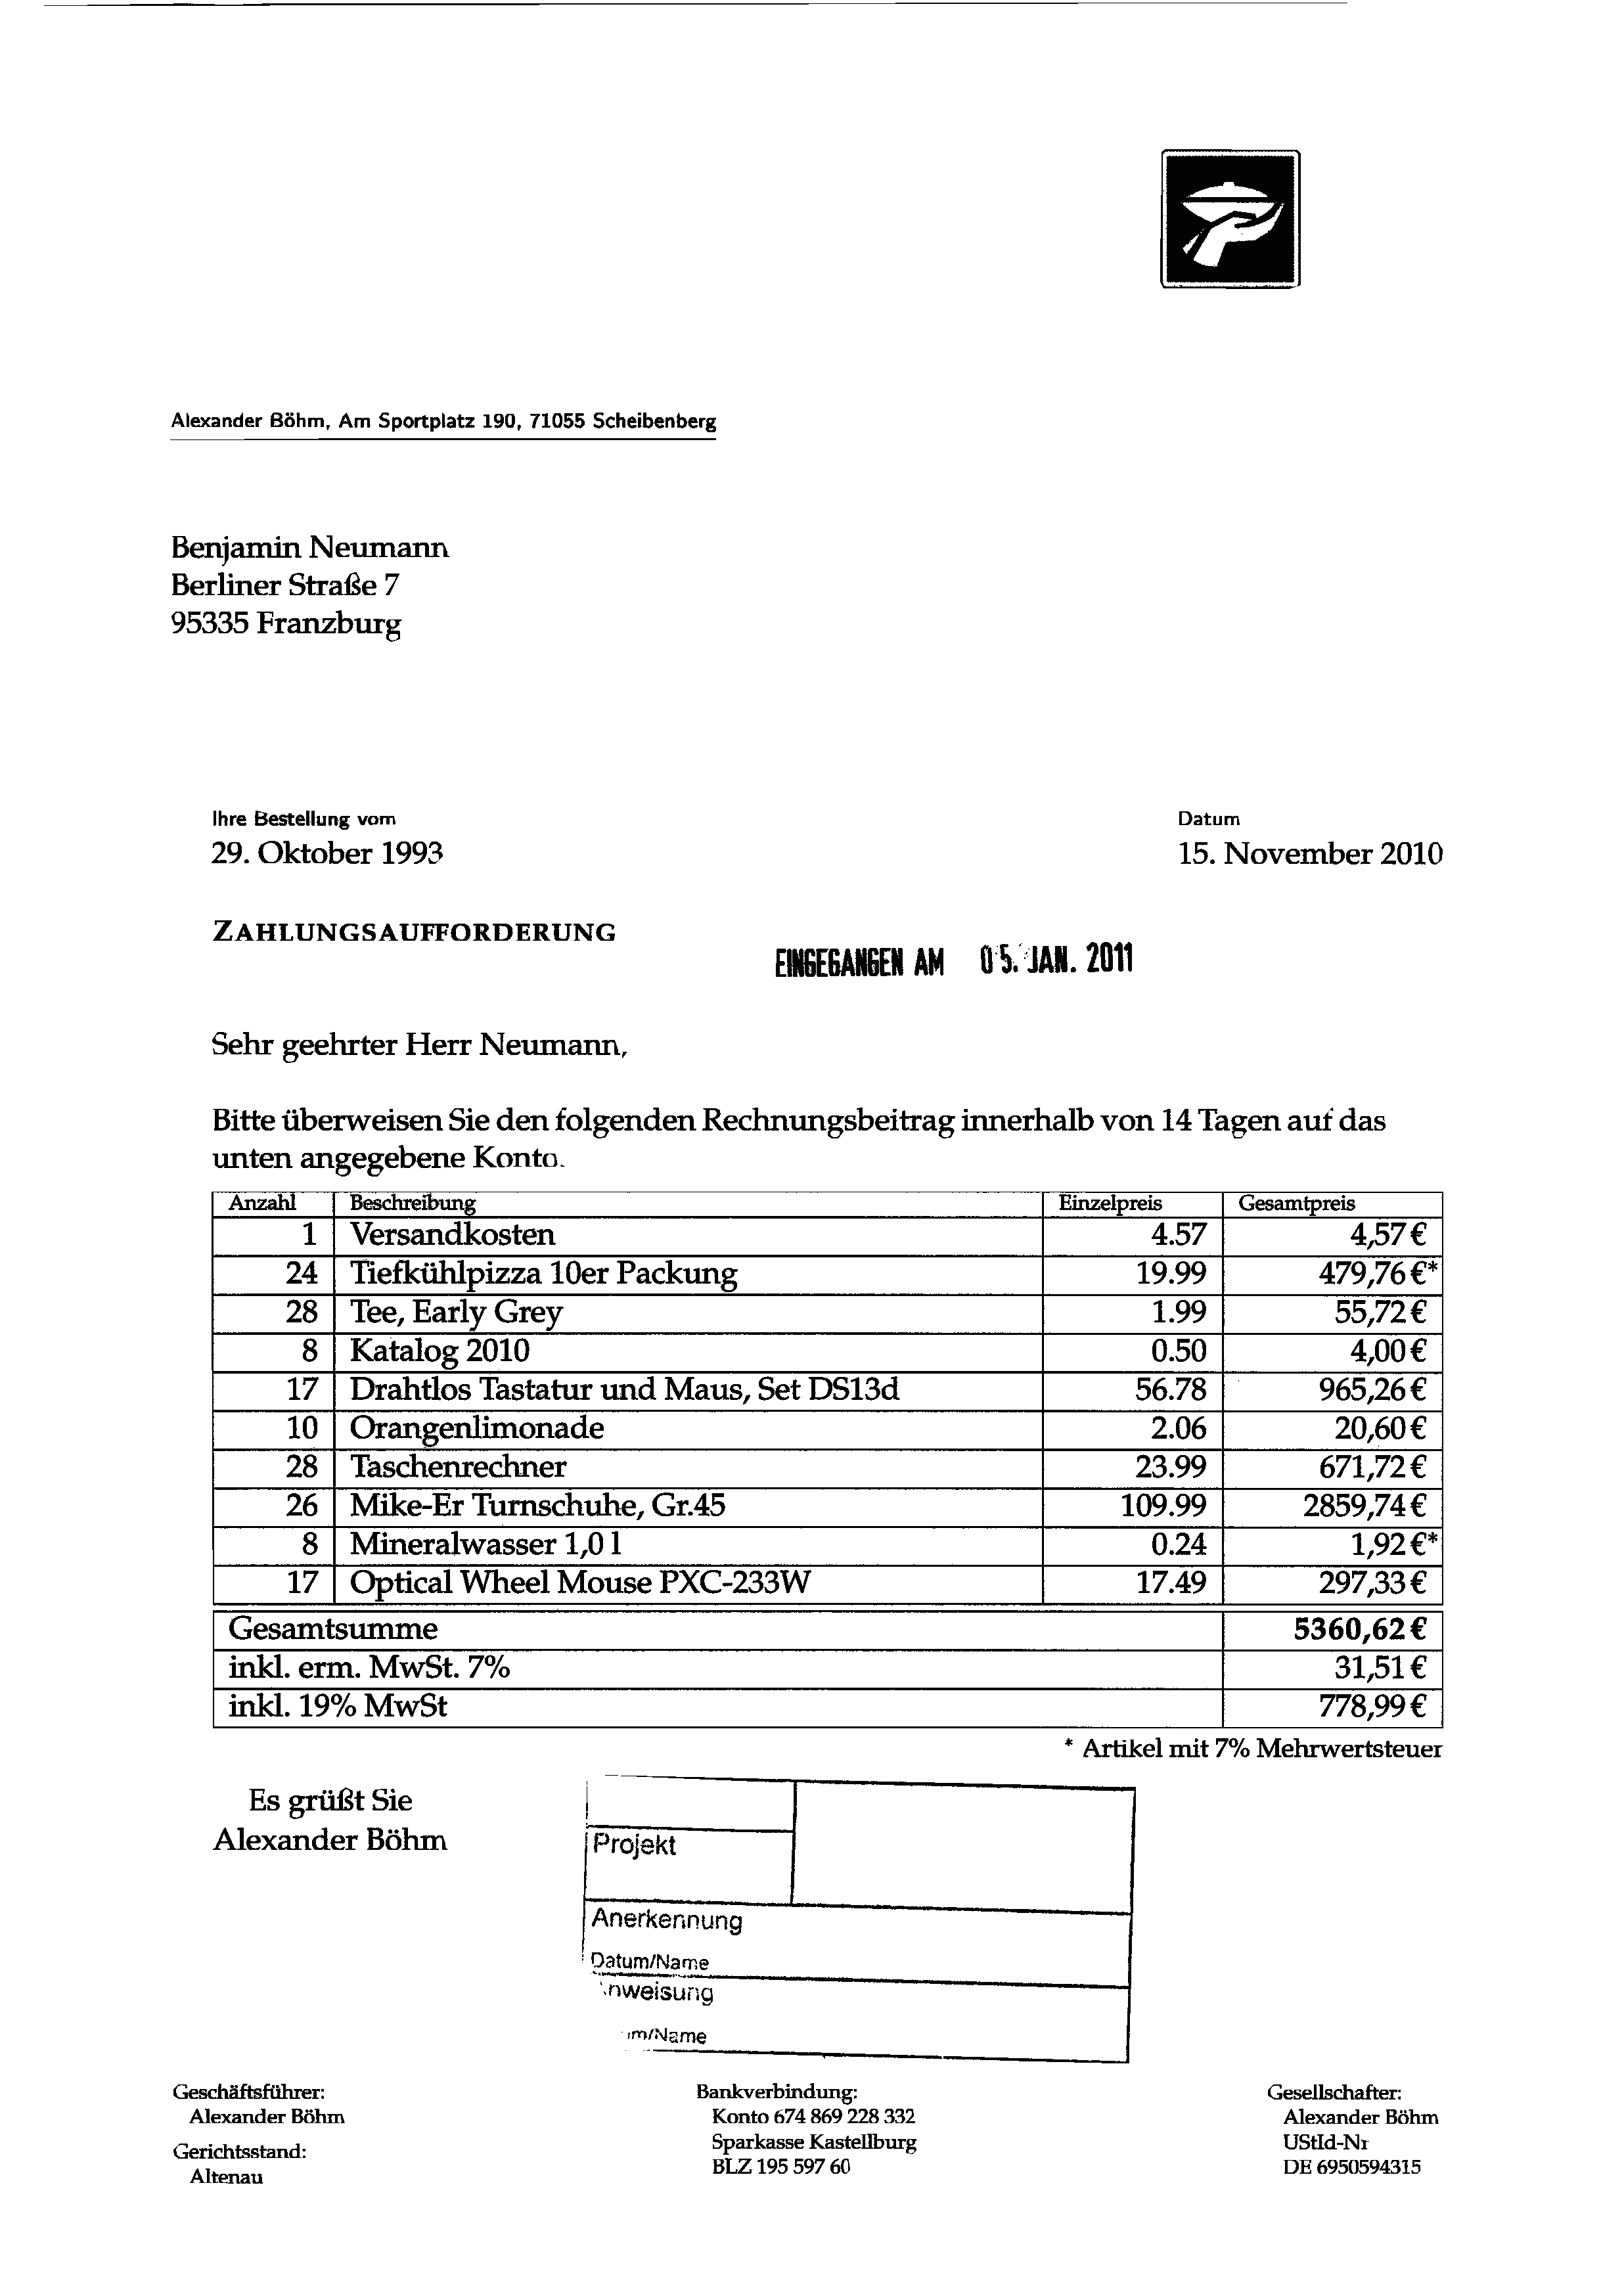 Alexander Böhm, Am Sportplatz 190, 71055 Scheibenberg
Benjamin Neumann
Berliner Straße 7
95335 Franzburg
Ihre Bestellung vom Datum
29. Oktober 1993 15. November 2010
ZAHLUNGSAUFFORDERUNG
EINGEGANGEN AM 05. JAN. 2011
Sehr geehrter Herr Neumann,
Bitte überweisen Sie den folgenden Rechnungsbeitrag innerhalb von 14 Tagen auf das
unten angegebene Konto.
Anzahl Beschreibung Einzelpreis Gesamtpreis
1 Versandkosten 4.57 4,57 €
24 Tiefkühlpizza 10er Packung 19.99 479,76 €*
28 Tee, Early Grey 1.99 55,72 €
8 Katalog 2010 0.50 4,00 €
17 Drahtlos Tastatur und Maus, Set DS13d 56.78 965,26 €
10 Orangenlimonade 2.06 20,60 €
28 Taschenrechner 23.99 671,72 €
26 Mike-Er Turnschuhe, Gr.45 109.99 2859,74 €
8 Mineralwasser 1,0 l 0.24 1,92 €*
17 Optical Wheel Mouse PXC-233W 17.49 297,33 €
Gesamtsumme 5360,62 €
inkl. erm. MwSt. 7% 31,51 €
inkl. 19% MwSt 778,99 €
* Artikel mit 7% Mehrwertsteuer
Es grüßt Sie
Alexander Böhm
Projekt
Anerkennung
Datum/Name
nweisung
m/Name
Geschäftsführer:
Alexander Böhm
Gerichtsstand:
Altenau
Bankverbindung:
Konto 674 869 228 332
Sparkasse Kastellburg
BLZ 195 597 60
Gesellschafter:
Alexander Böhm
UStId-Nr
DE 6950594315